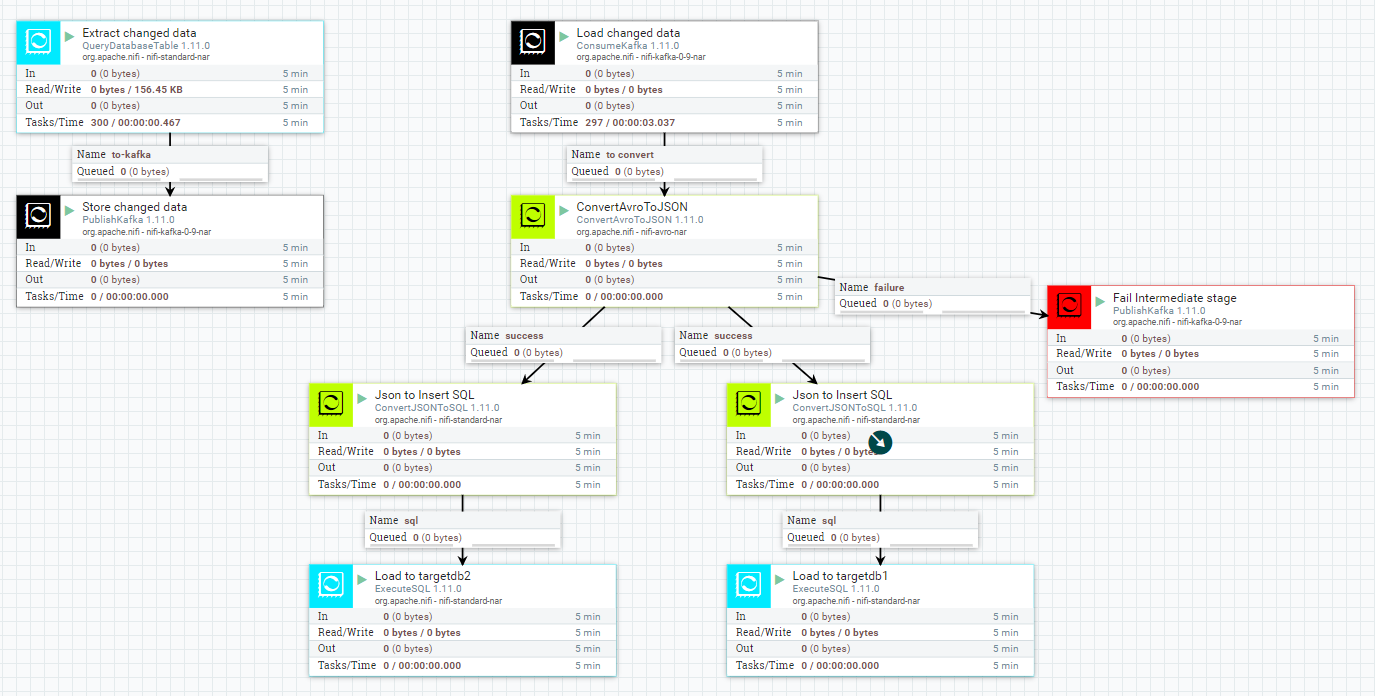 Extract changed data
QueryDatabaseTable 1.11.0
org.apache.nifi - nifi-standard-nar
In 0 (0 bytes) 5 min
Read/Write 0 bytes / 156.45 KB 5 min
Out 0 (0 bytes) 5 min
Tasks/Time 300 / 00:00:00.467 5 min
Name to-kafka
Queued 0 (0 bytes)
Store changed data
PublishKafka 1.11.0
org.apache.nifi - nifi-kafka-0-9-nar
In 0 (0 bytes) 5 min
Read/Write 0 bytes / 0 bytes 5 min
Out 0 (0 bytes) 5 min
Tasks/Time 0 / 00:00:00.000 5 min
Load changed data
ConsumeKafka 1.11.0
org.apache.nifi - nifi-kafka-0-9-nar
In 0 (0 bytes) 5 min
Read/Write 0 bytes / 0 bytes 5 min
Out 0 (0 bytes) 5 min
Tasks/Time 297 / 00:00:03.037 5 min
Name to convert
Queued 0 (0 bytes)
ConvertAvroToJSON
ConvertAvroToJSON 1.11.0
org.apache.nifi - nifi-avro-nar
In 0 (0 bytes) 5 min
Read/Write 0 bytes / 0 bytes 5 min
Out 0 (0 bytes) 5 min
Tasks/Time 0 / 00:00:00.000 5 min
Name failure
Queued 0 (0 bytes)
Fail Intermediate stage
PublishKafka 1.11.0
org.apache.nifi - nifi-kafka-0-9-nar
In 0 (0 bytes) 5 min
Read/Write 0 bytes / 0 bytes 5 min
Out 0 (0 bytes) 5 min
Tasks/Time 0 / 00:00:00.000 5 min
Name success
Queued 0 (0 bytes)
Name success
Queued 0 (0 bytes)
Json to Insert SQL
ConvertJSONToSQL 1.11.0
org.apache.nifi - nifi-standard-nar
In 0 (0 bytes) 5 min
Read/Write 0 bytes / 0 bytes 5 min
Out 0 (0 bytes) 5 min
Tasks/Time 0 / 00:00:00.000 5 min
Name sql
Queued 0 (0 bytes)
Load to targetdb2
ExecuteSQL 1.11.0
org.apache.nifi - nifi-standard-nar
In 0 (0 bytes) 5 min
Read/Write 0 bytes / 0 bytes 5 min
Out 0 (0 bytes) 5 min
Tasks/Time 0 / 00:00:00.000 5 min
Json to Insert SQL
ConvertJSONToSQL 1.11.0
org.apache.nifi - nifi-standard-nar
In 0 (0 bytes) 5 min
Read/Write 0 bytes / 0 bytes 5 min
Out 0 (0 bytes) 5 min
Tasks/Time 0 / 00:00:00.000 5 min
Name sql
Queued 0 (0 bytes)
Load to targetdb1
ExecuteSQL 1.11.0
org.apache.nifi - nifi-standard-nar
In 0 (0 bytes) 5 min
Read/Write 0 bytes / 0 bytes 5 min
Out 0 (0 bytes) 5 min
Tasks/Time 0 / 00:00:00.000 5 min